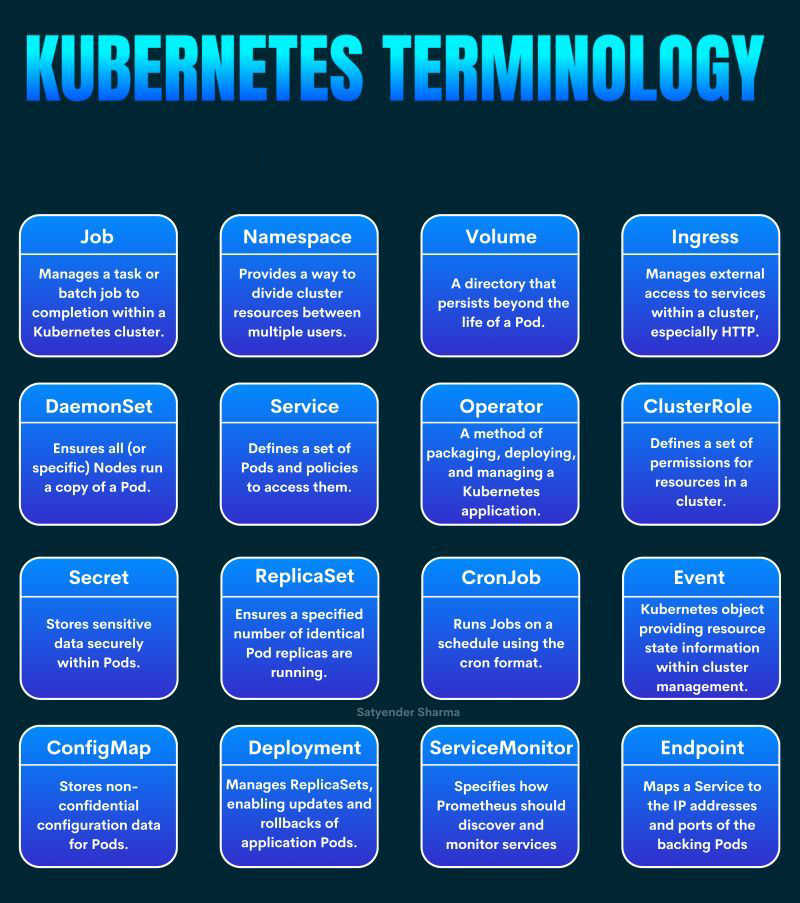 KUBERNETES TERMINOLOGY
Job
Manages a task or
batch job to
completion within a
Kubernetes cluster.
Namespace
Provides a way to
divide cluster
resources between
multiple users.
Volume
A directory that
persists beyond the
life of a Pod.
Ingress
Manages external
access to services
within a cluster,
especially HTTP.
DaemonSet
Ensures all (or
specific) Nodes run
a copy of a Pod.
Service
Defines a set of
Pods and policies
to access them.
Operator
A method of
packaging, deploying,
and managing a
Kubernetes
application.
ClusterRole
Defines a set of
permissions for
resources in a
cluster.
Secret
Stores sensitive
data securely
within Pods.
ReplicaSet
Ensures a specified
number of identical
Pod replicas are
running.
CronJob
Runs Jobs on a
schedule using the
cron format.
Event
Kubernetes object
providing resource
state information
within cluster
management.
Satyender Sharma
ConfigMap
Stores non-
confidential
configuration data
for Pods.
Deployment
Manages ReplicaSets,
enabling updates and
rollbacks of
application Pods.
ServiceMonitor
Specifies how
Prometheus should
discover and
monitor services
Endpoint
Maps a Service to
the IP addresses
and ports of the
backing Pods